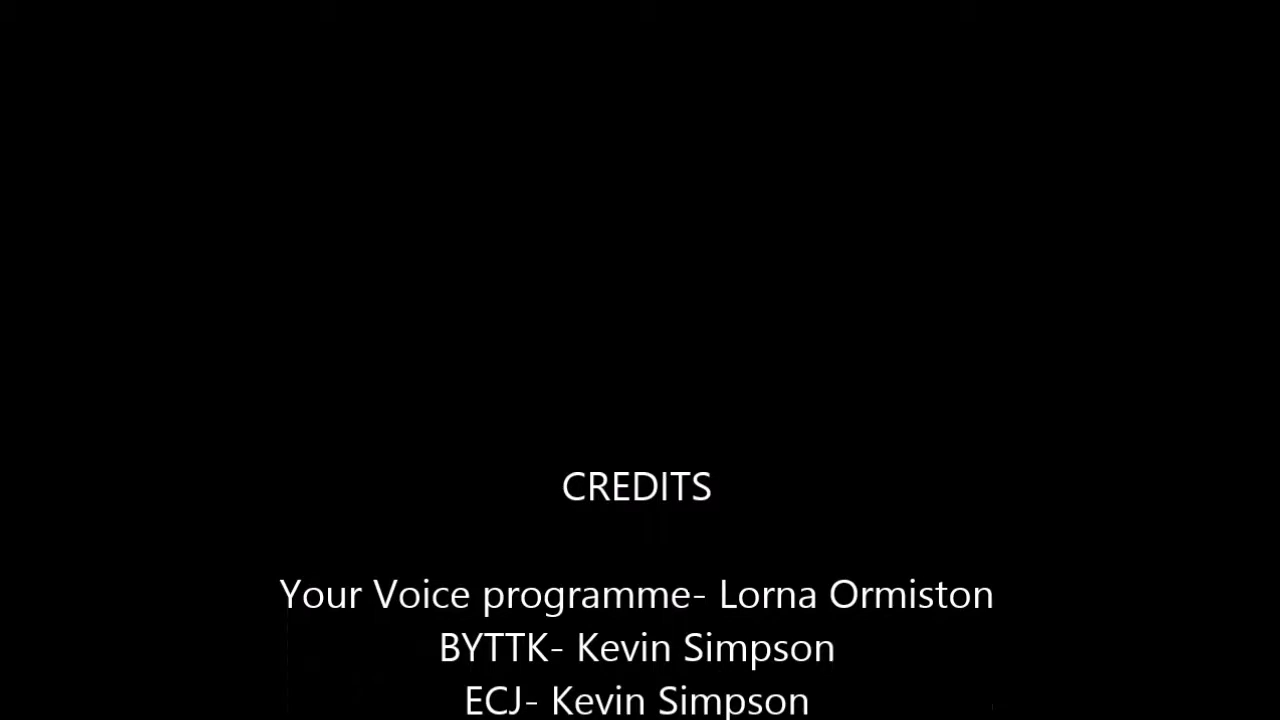 CREDITS
Your Voice programme- Lorna Ormiston
BYTTK- Kevin Simpson
ECJ- Kevin Simpson